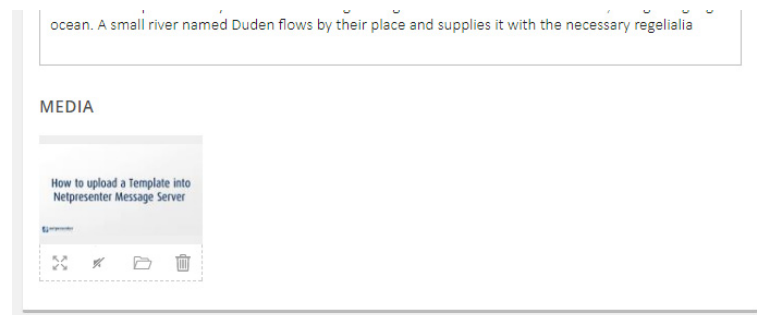 ocean. A small river named Duden flows by their place and supplies it with the necessary regelialia
MEDIA
How to upload a Template into
Netpresenter Message Server
netpresenter